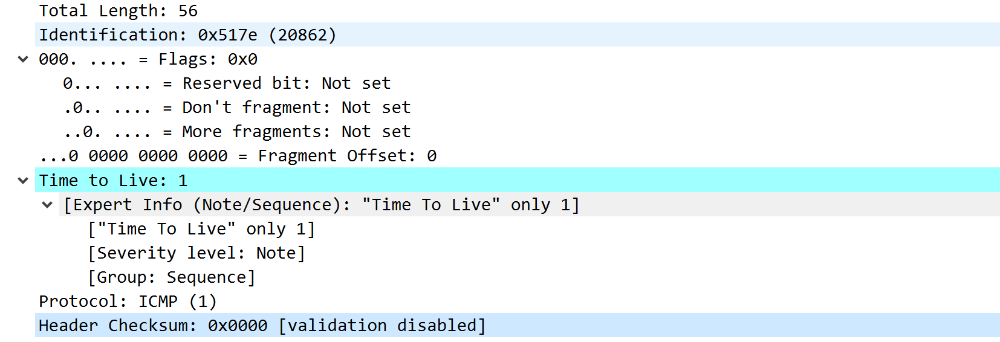 Total Length: 56
Identification: 0x517e (20862)
000. .... = Flags: 0x0
0... .... = Reserved bit: Not set
.0.. .... = Don't fragment: Not set
..0. .... = More fragments: Not set
...0 0000 0000 0000 = Fragment Offset: 0
Time to Live: 1
[Expert Info (Note/Sequence): "Time To Live" only 1]
["Time To Live" only 1]
[Severity level: Note]
[Group: Sequence]
Protocol: ICMP (1)
Header Checksum: 0x0000 [validation disabled]